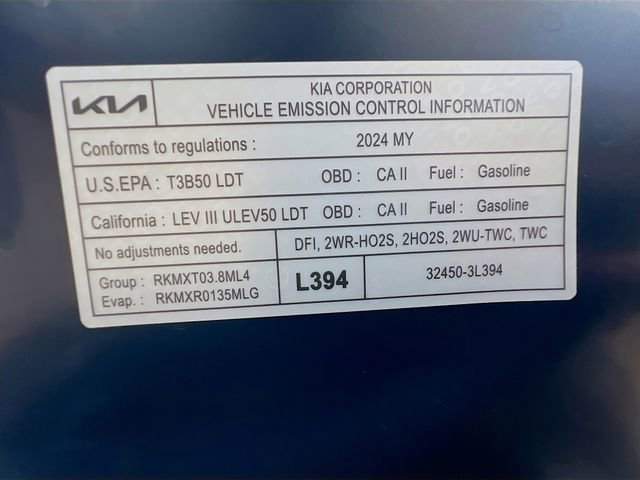 KIA
KIA CORPORATION
VEHICLE EMISSION CONTROL INFORMATION
Conforms to regulations : 2024 MY
U.S.EPA : T3B50 LDT OBD : CA II Fuel : Gasoline
California : LEV III ULEV50 LDT OBD : CA II Fuel : Gasoline
No adjustments needed. DFI, 2WR-HO2S, 2HO2S, 2WU-TWC, TWC
Group : RKMXT03.8ML4
Evap. : RKMXR0135MLG
L394
32450-3L394